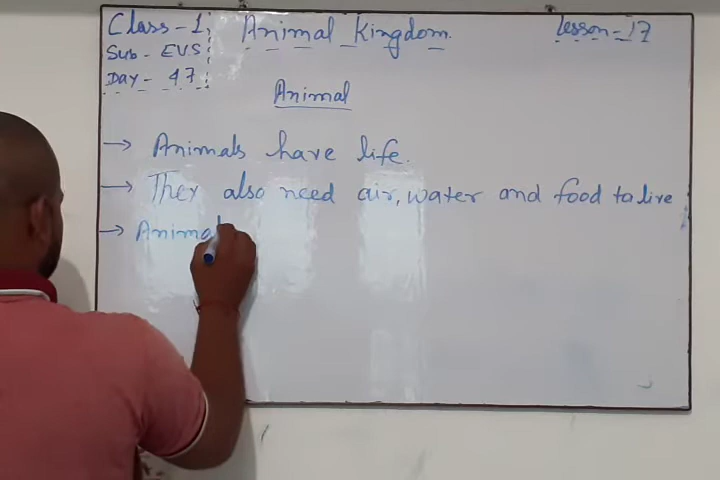 Class - 1, Animal Kingdom. Lesson - 17
Sub - EVS
Day - 47
Animal
→ Animals have life.
→ They also need air, water and food to live
→ Animal